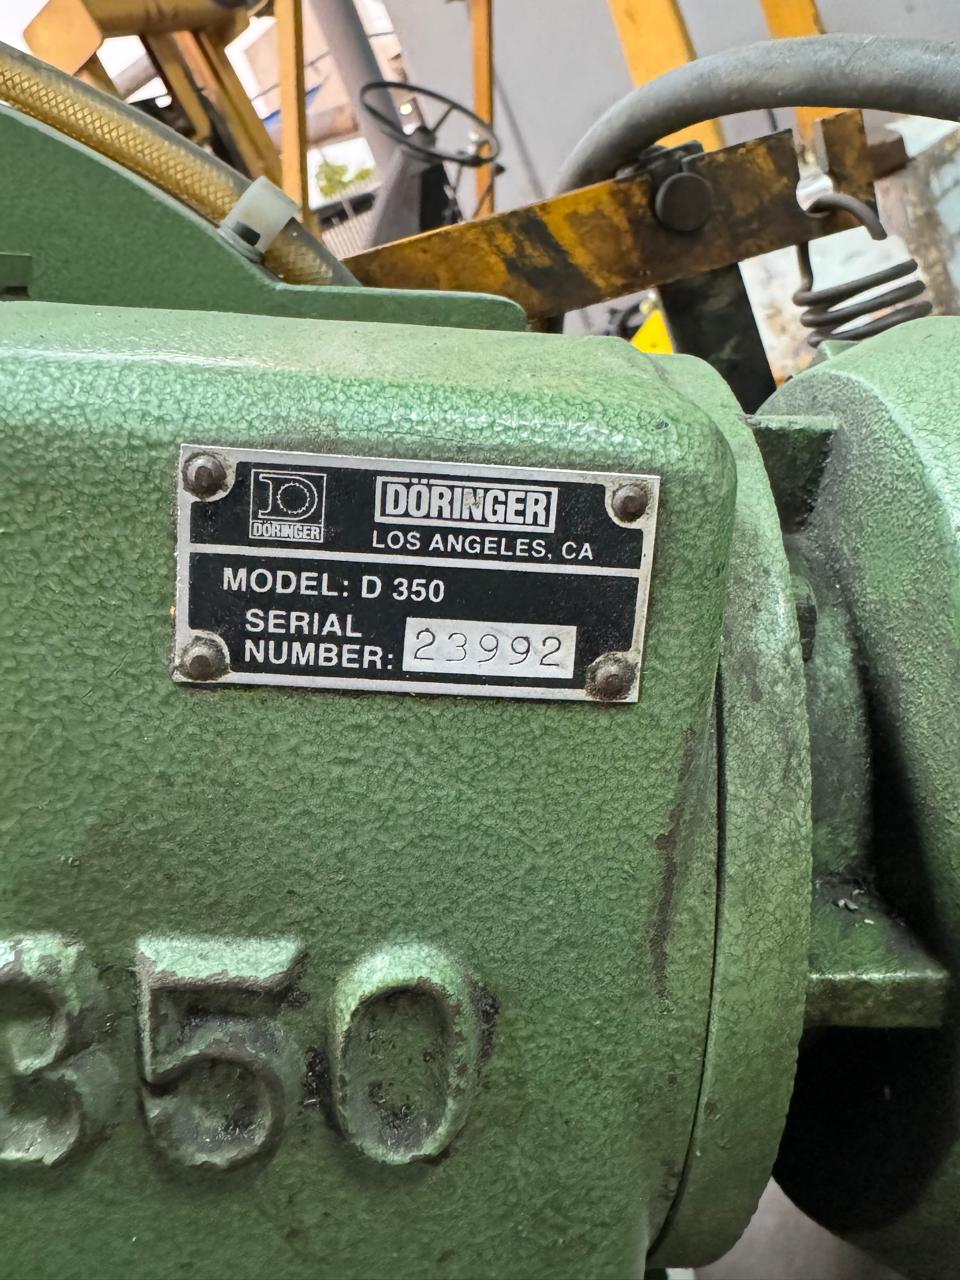 DÖRINGER
DÖRINGER
LOS ANGELES, CA
MODEL: D 350
SERIAL
NUMBER: 23992
350